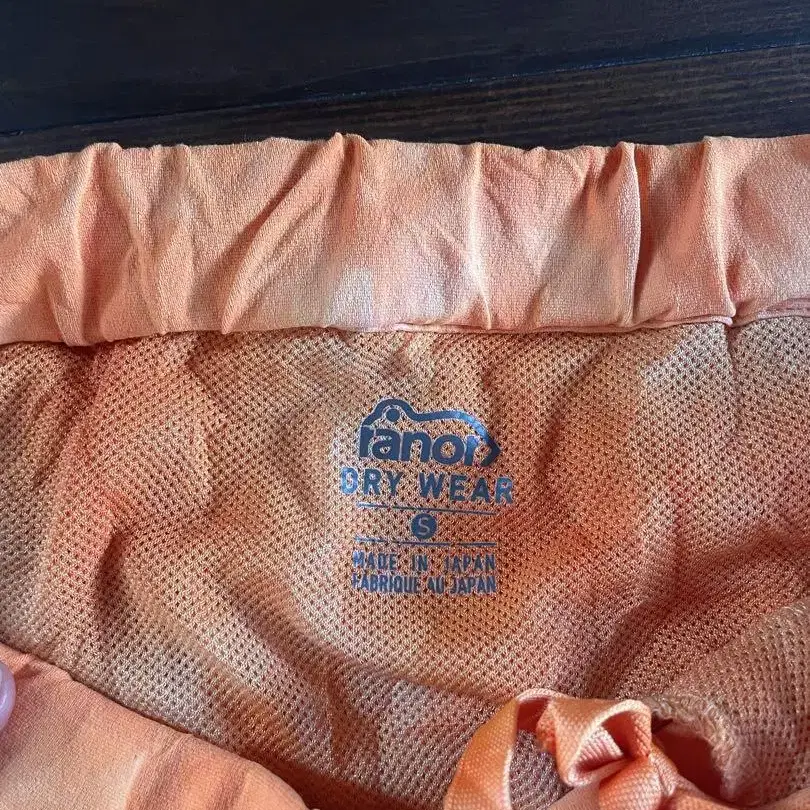 ranor
DRY WEAR
S
MADE IN JAPAN
FABRIQUE AU JAPAN